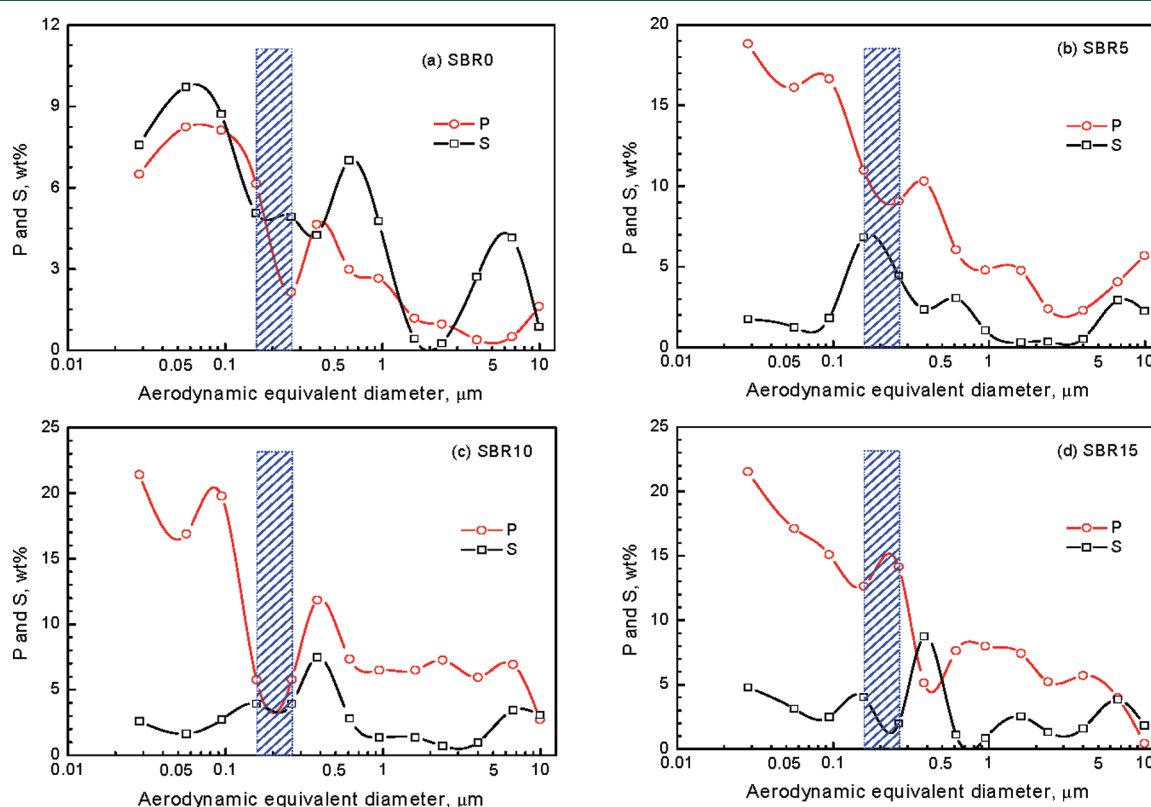 12
9
6
3
0
P and S, wt%
(a) SBR0
P
S
0.01
0.05
0.1
0.5
1
5
10
Aerodynamic equivalent diameter, μm
20
15
10
5
0
P and S, wt%
(b) SBR5
P
S
0.01
0.05
0.1
0.5
1
5
10
Aerodynamic equivalent diameter, μm
25
20
15
10
5
0
P and S, wt%
(c) SBR10
P
S
0.01
0.05
0.1
0.5
1
5
10
Aerodynamic equivalent diameter, μm
25
20
15
10
5
0
P and S, wt%
(d) SBR15
P
S
0.01
0.05
0.1
0.5
1
5
10
Aerodynamic equivalent diameter, μm